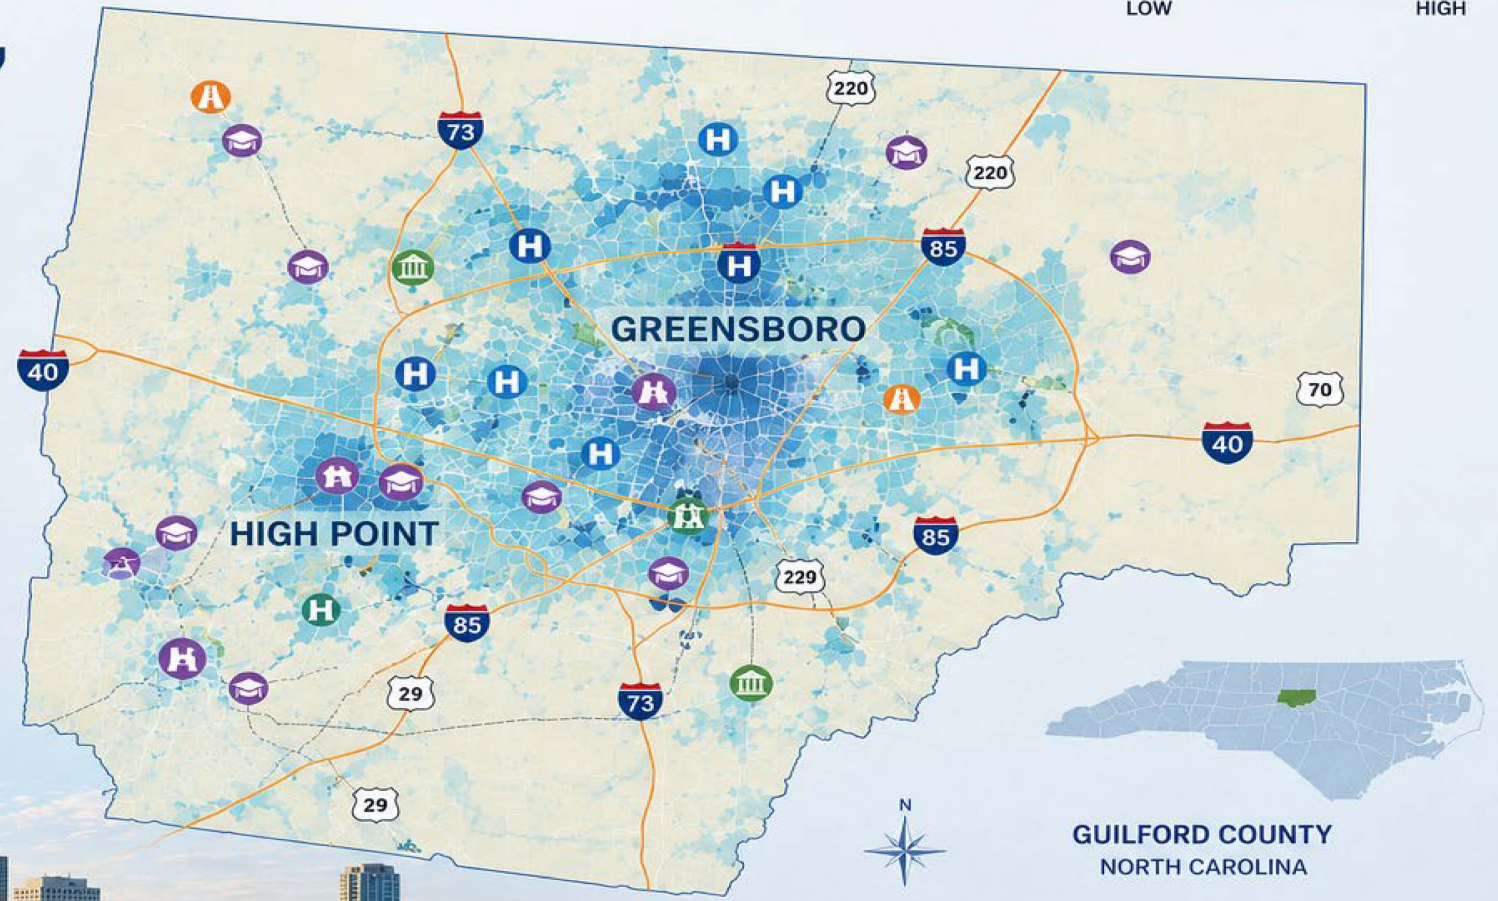 LOW
HIGH
220
73
220
H
H
H
H
85
GREENSBORO
40
H
H
H
70
H
40
HIGH POINT
85
229
H
85
29
73
29
N
GUILFORD COUNTY
NORTH CAROLINA